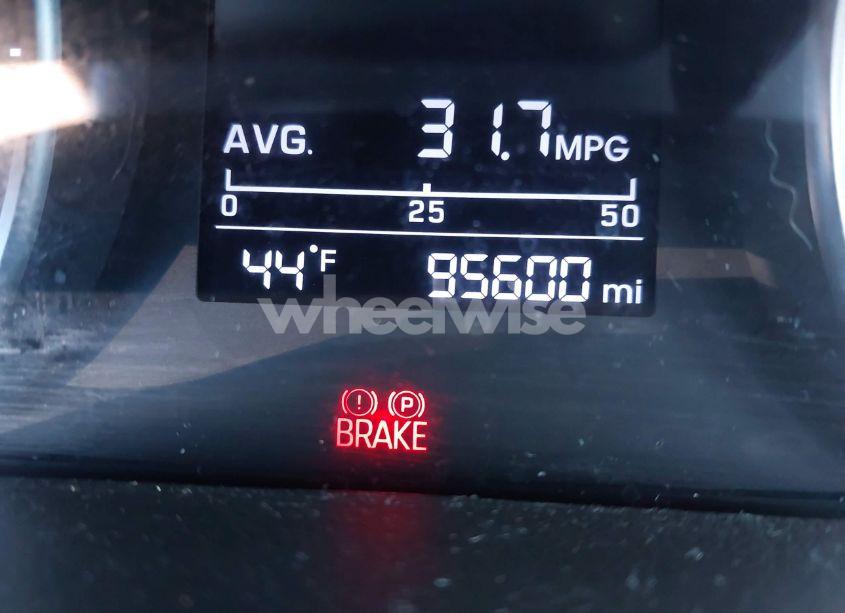 AVG. 31.7 MPG
0 25 50
44°F 95600 mi
wheelwise
(!) (P)
BRAKE